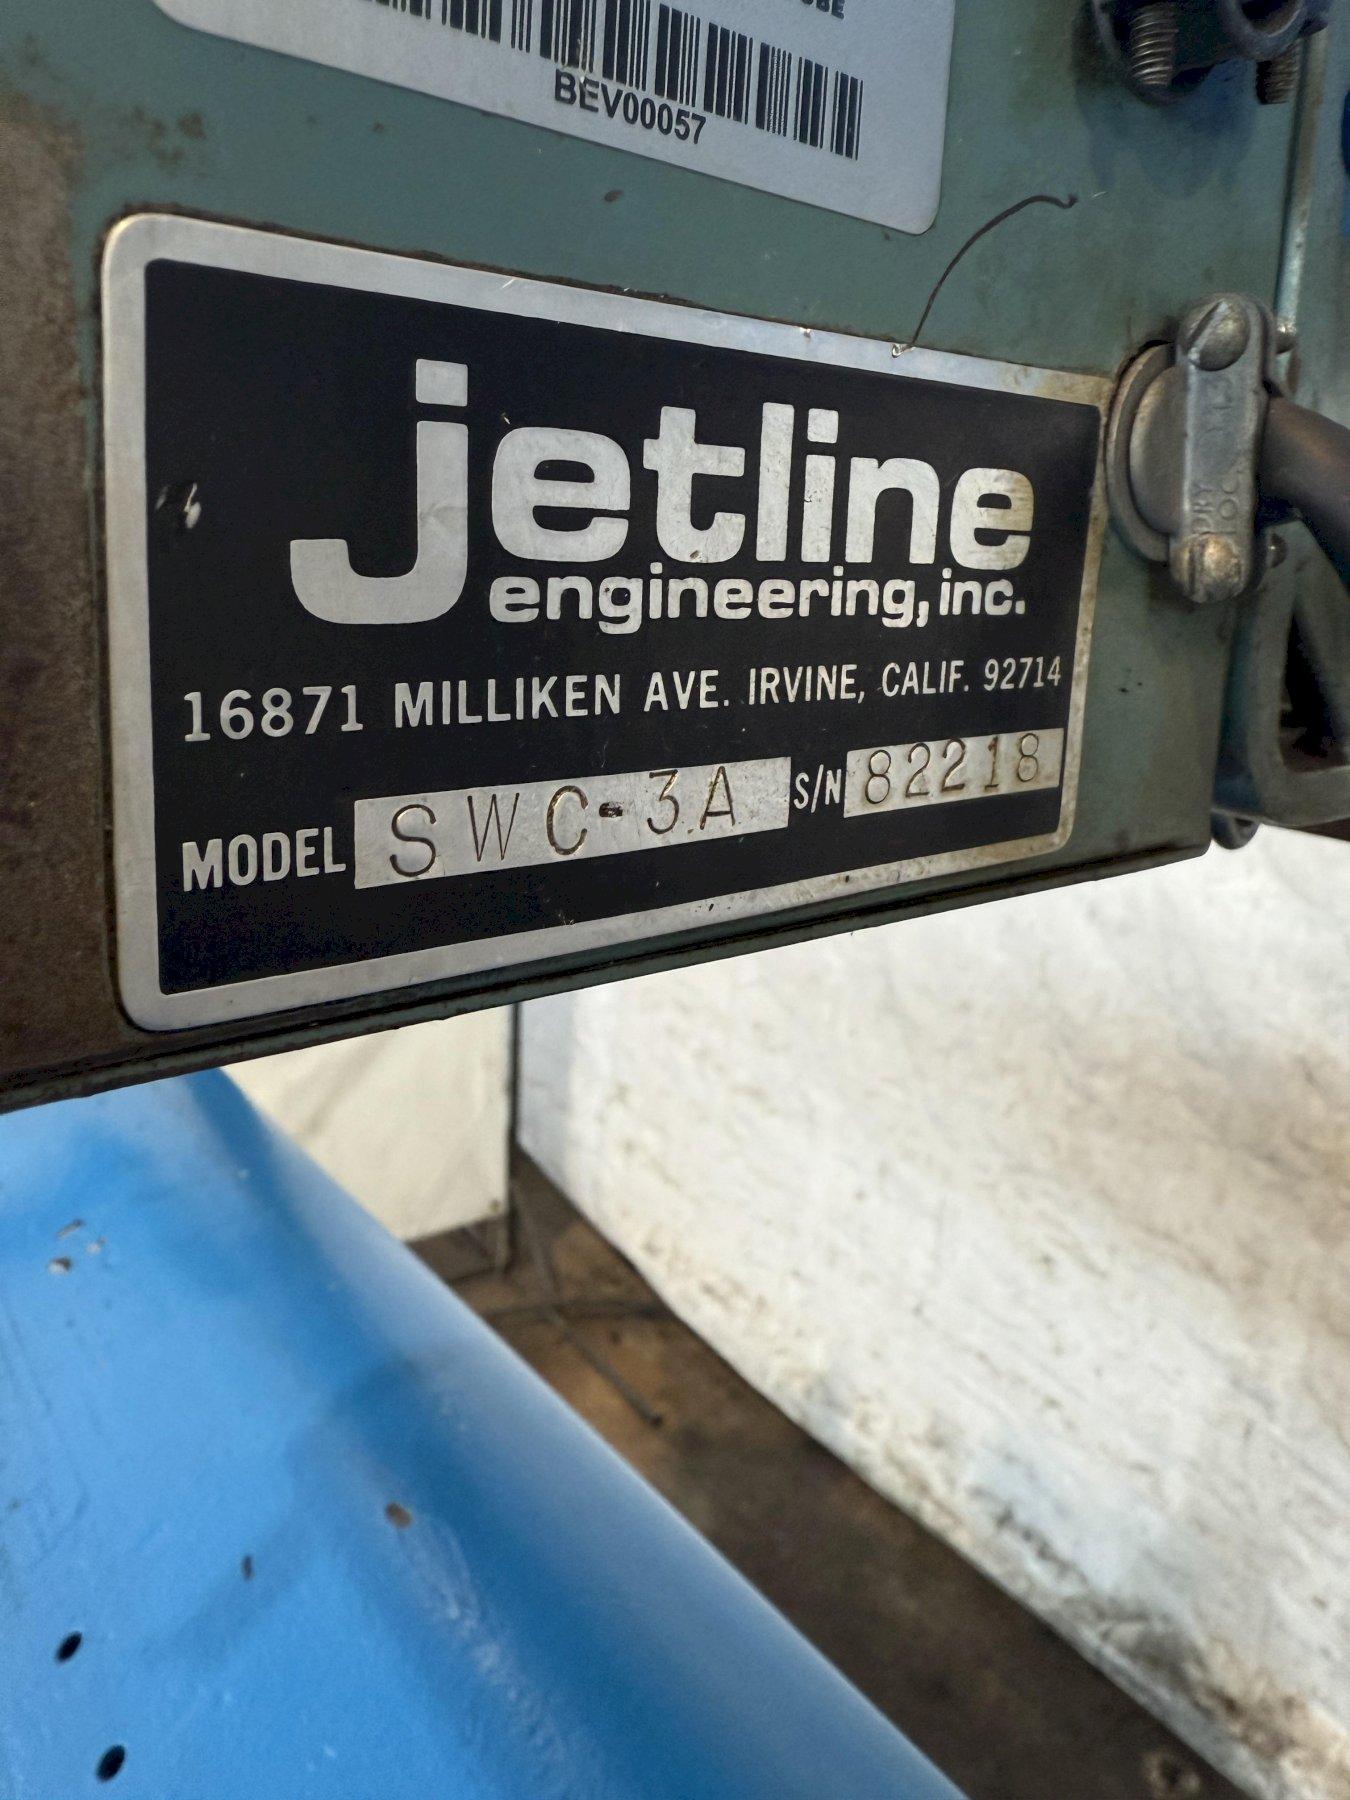 BEV00057
jetline
engineering, inc.
16871 MILLIKEN AVE. IRVINE, CALIF. 92714
MODEL SWC-3A S/N 82218